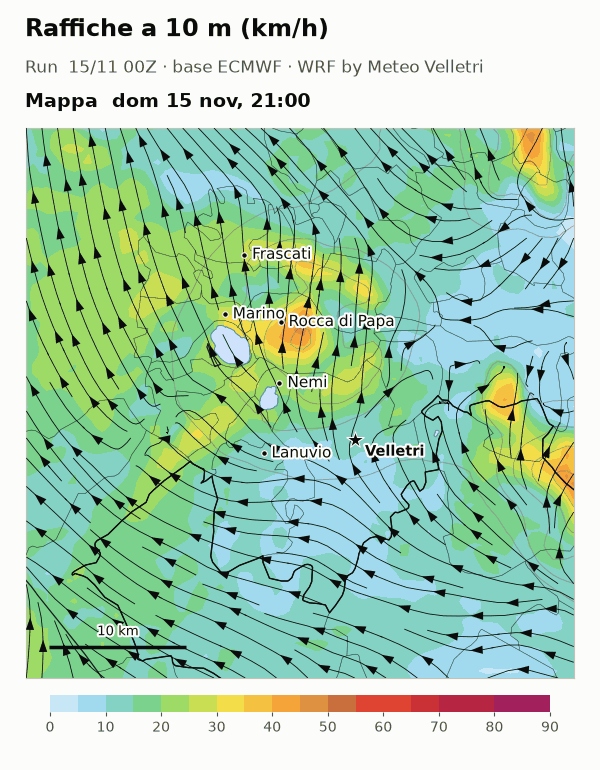 Raffiche a 10 m (km/h)
Run 15/11 00Z · base ECMWF · WRF by Meteo Velletri
Mappa dom 15 nov, 21:00
Frascati
Marino
Rocca di Papa
Nemi
Velletri
Lanuvio
10 km
0 10 20 30 40 50 60 70 80 90